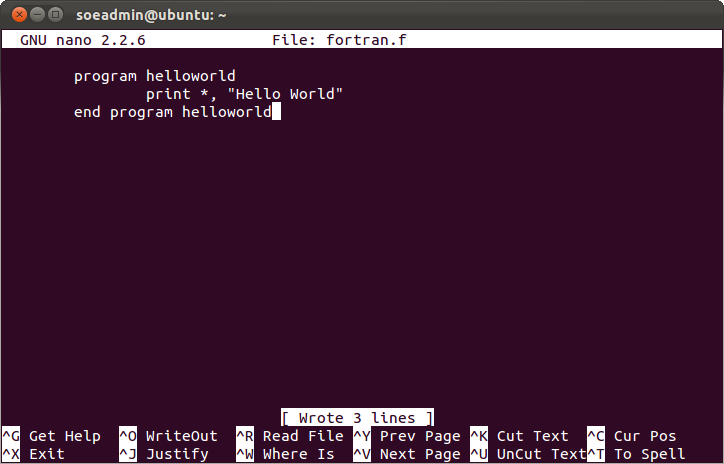 soeadmin@ubuntu: ~
GNU nano 2.2.6 File: fortran.f
program helloworld
print *, "Hello World"
end program helloworld
[ Wrote 3 lines ]
^G Get Help ^O WriteOut ^R Read File ^Y Prev Page ^K Cut Text ^C Cur Pos
^X Exit ^J Justify ^W Where Is ^V Next Page ^U UnCut Text ^T To Spell